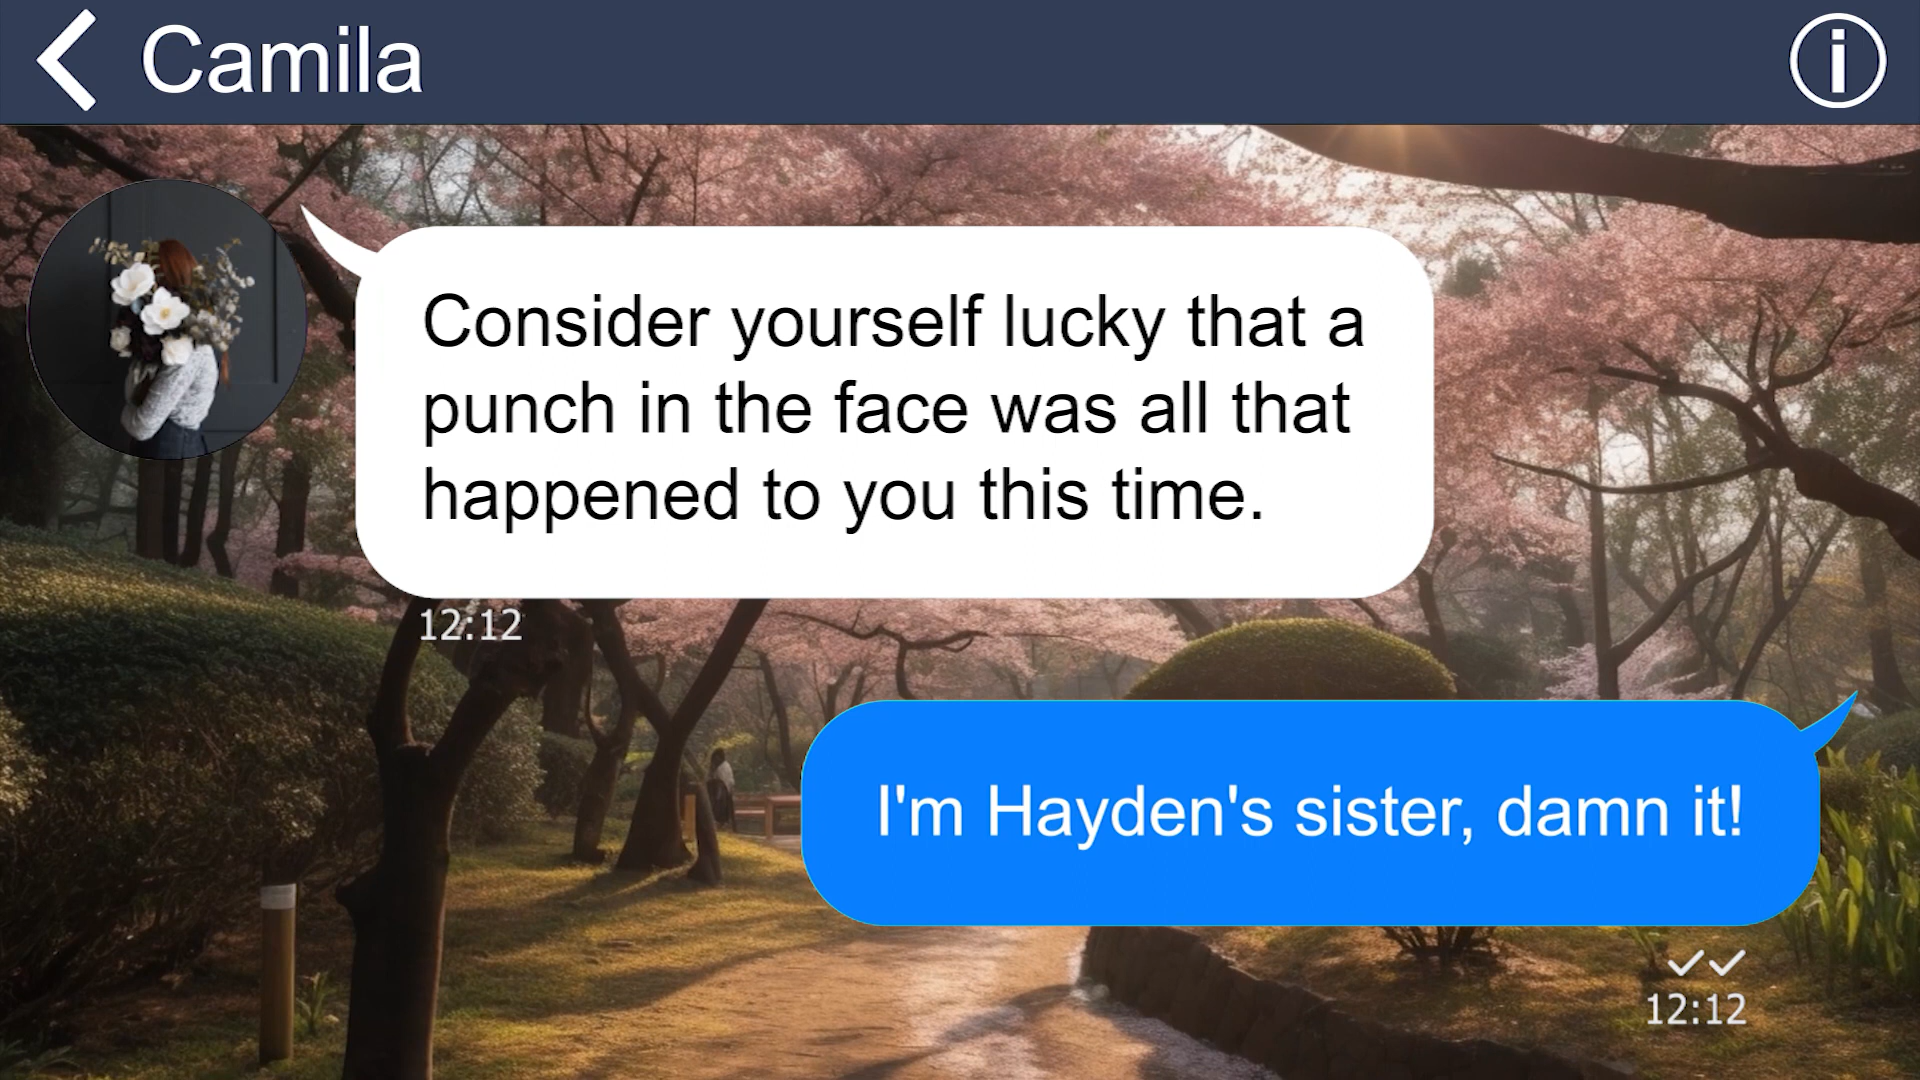 Camila
Consider yourself lucky that a
punch in the face was all that
happened to you this time.
12:12
I'm Hayden's sister, damn it!
12:12